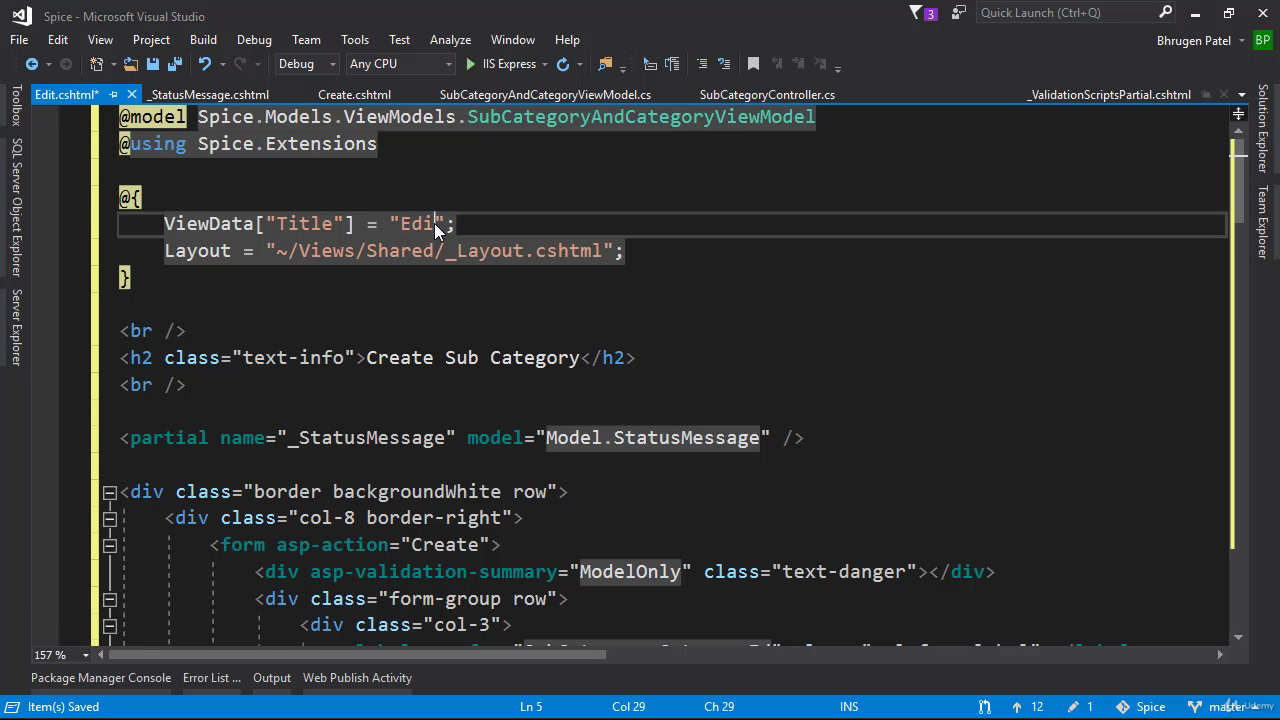 Spice - Microsoft Visual Studio
3
Quick Launch (Ctrl+Q)
File Edit View Project Build Debug Team Tools Test Analyze Window Help
Bhrugen Patel
BP
Debug Any CPU IIS Express
Edit.cshtml* _StatusMessage.cshtml Create.cshtml SubCategoryAndCategoryViewModel.cs SubCategoryController.cs _ValidationScriptsPartial.cshtml
Toolbox
SQL Server Object Explorer
Server Explorer
Solution Explorer
Team Explorer
@model Spice.Models.ViewModels.SubCategoryAndCategoryViewModel
@using Spice.Extensions
@{
ViewData["Title"] = "Edi";
Layout = "~/Views/Shared/_Layout.cshtml";
}
<br />
<h2 class="text-info">Create Sub Category</h2>
<br />
<partial name="_StatusMessage" model="Model.StatusMessage" />
<div class="border backgroundWhite row">
<div class="col-8 border-right">
<form asp-action="Create">
<div asp-validation-summary="ModelOnly" class="text-danger"></div>
<div class="form-group row">
<div class="col-3">
157 %
Package Manager Console Error List ... Output Web Publish Activity
Item(s) Saved Ln 5 Col 29 Ch 29 INS 12 1 Spice master
Udemy